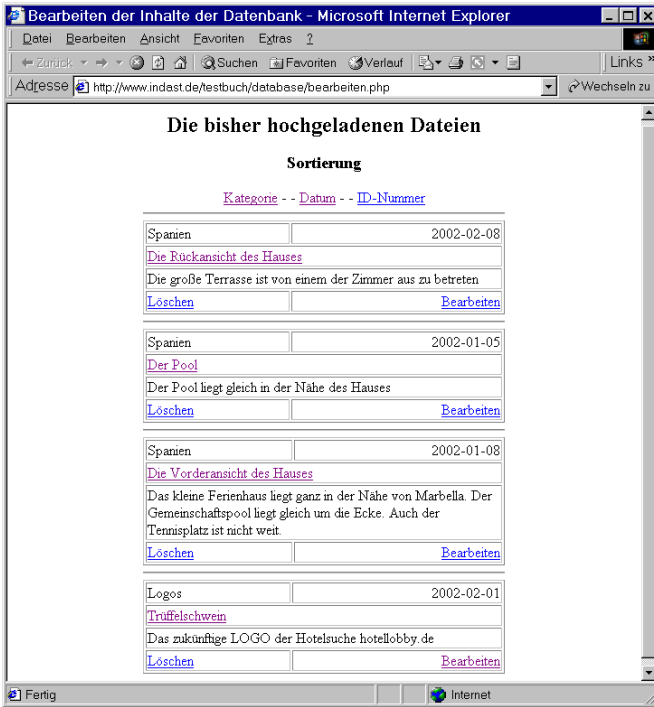 Bearbeiten der Inhalte der Datenbank - Microsoft Internet Explorer
Datei Bearbeiten Ansicht Favoriten Extras ?
Zurück Suchen Favoriten Verlauf Links »
Adresse http://www.indast.de/testbuch/database/bearbeiten.php Wechseln zu
Die bisher hochgeladenen Dateien
Sortierung
Kategorie - - Datum - - ID-Nummer
Spanien 2002-02-08
Die Rückansicht des Hauses
Die große Terrasse ist von einem der Zimmer aus zu betreten
Löschen Bearbeiten
Spanien 2002-01-05
Der Pool
Der Pool liegt gleich in der Nähe des Hauses
Löschen Bearbeiten
Spanien 2002-01-08
Die Vorderansicht des Hauses
Das kleine Ferienhaus liegt ganz in der Nähe von Marbella. Der
Gemeinschaftspool liegt gleich um die Ecke. Auch der
Tennisplatz ist nicht weit.
Löschen Bearbeiten
Logos 2002-02-01
Trüffelschwein
Das zukünftige LOGO der Hotelsuche hotellobby.de
Löschen Bearbeiten
Fertig Internet